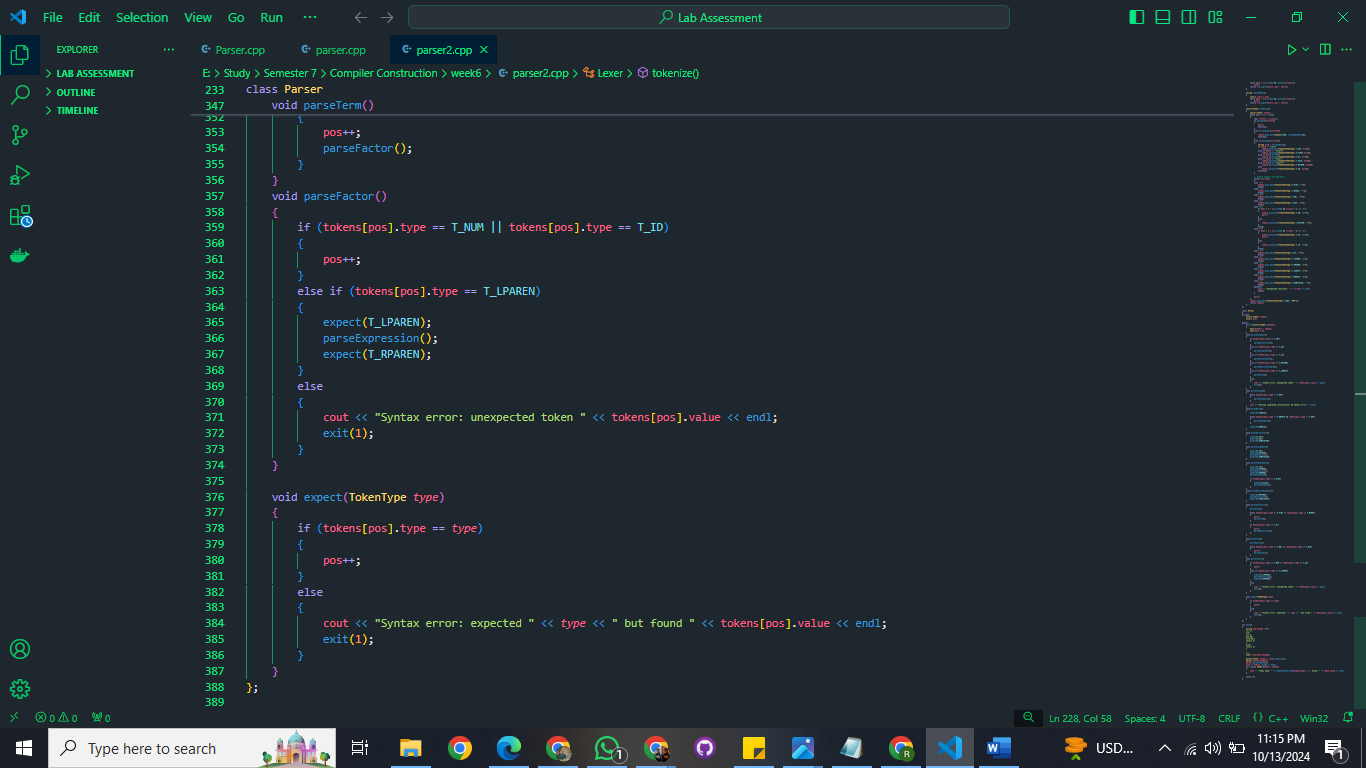 File Edit Selection View Go Run ··· Lab Assessment
EXPLORER ···
LAB ASSESSMENT
OUTLINE
TIMELINE
Parser.cpp parser.cpp parser2.cpp
E: > Study > Semester 7 > Compiler Construction > week6 > parser2.cpp > Lexer > tokenize()
233 class Parser
347 void parseTerm()
352 {
353 pos++;
354 parseFactor();
355 }
356 }
357 void parseFactor()
358 {
359 if (tokens[pos].type == T_NUM || tokens[pos].type == T_ID)
360 {
361 pos++;
362 }
363 else if (tokens[pos].type == T_LPAREN)
364 {
365 expect(T_LPAREN);
366 parseExpression();
367 expect(T_RPAREN);
368 }
369 else
370 {
371 cout << "Syntax error: unexpected token " << tokens[pos].value << endl;
372 exit(1);
373 }
374 }
375
376 void expect(TokenType type)
377 {
378 if (tokens[pos].type == type)
379 {
380 pos++;
381 }
382 else
383 {
384 cout << "Syntax error: expected " << type << " but found " << tokens[pos].value << endl;
385 exit(1);
386 }
387 }
388 };
389
0 0 0 Ln 228, Col 58 Spaces: 4 UTF-8 CRLF {} C++ Win32
Type here to search 1 USD... 11:15 PM
10/13/2024 1